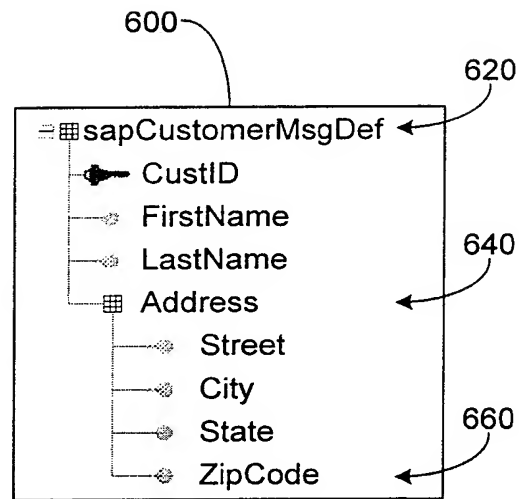 600
620
sapCustomerMsgDef
CustID
FirstName
LastName
640
Address
Street
City
State
660
ZipCode